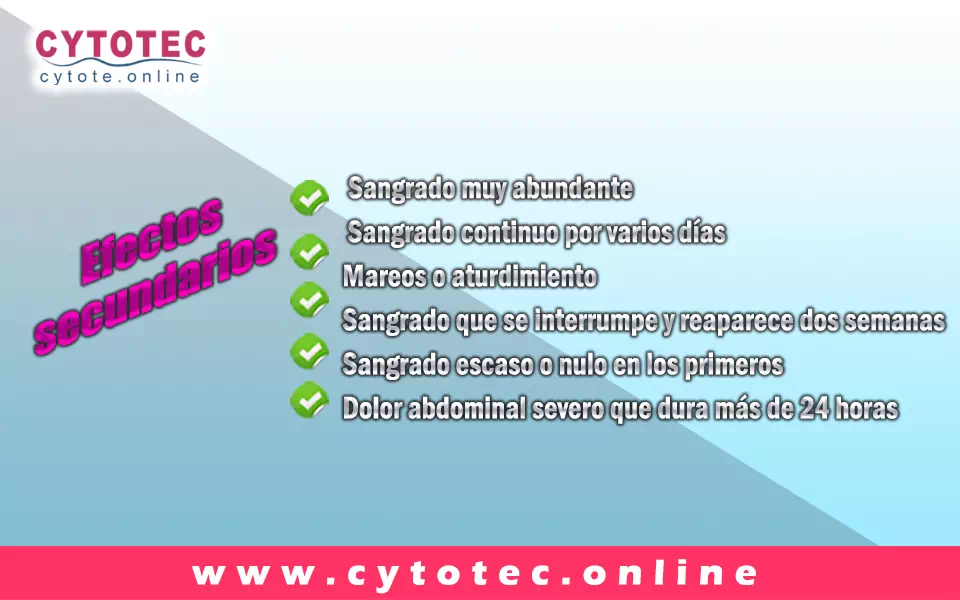 CYTOTEC
cytote.online
Efectos
secundarios
Sangrado muy abundante
Sangrado continuo por varios días
Mareos o aturdimiento
Sangrado que se interrumpe y reaparece dos semanas
Sangrado escaso o nulo en los primeros
Dolor abdominal severo que dura más de 24 horas
www.cytotec.online